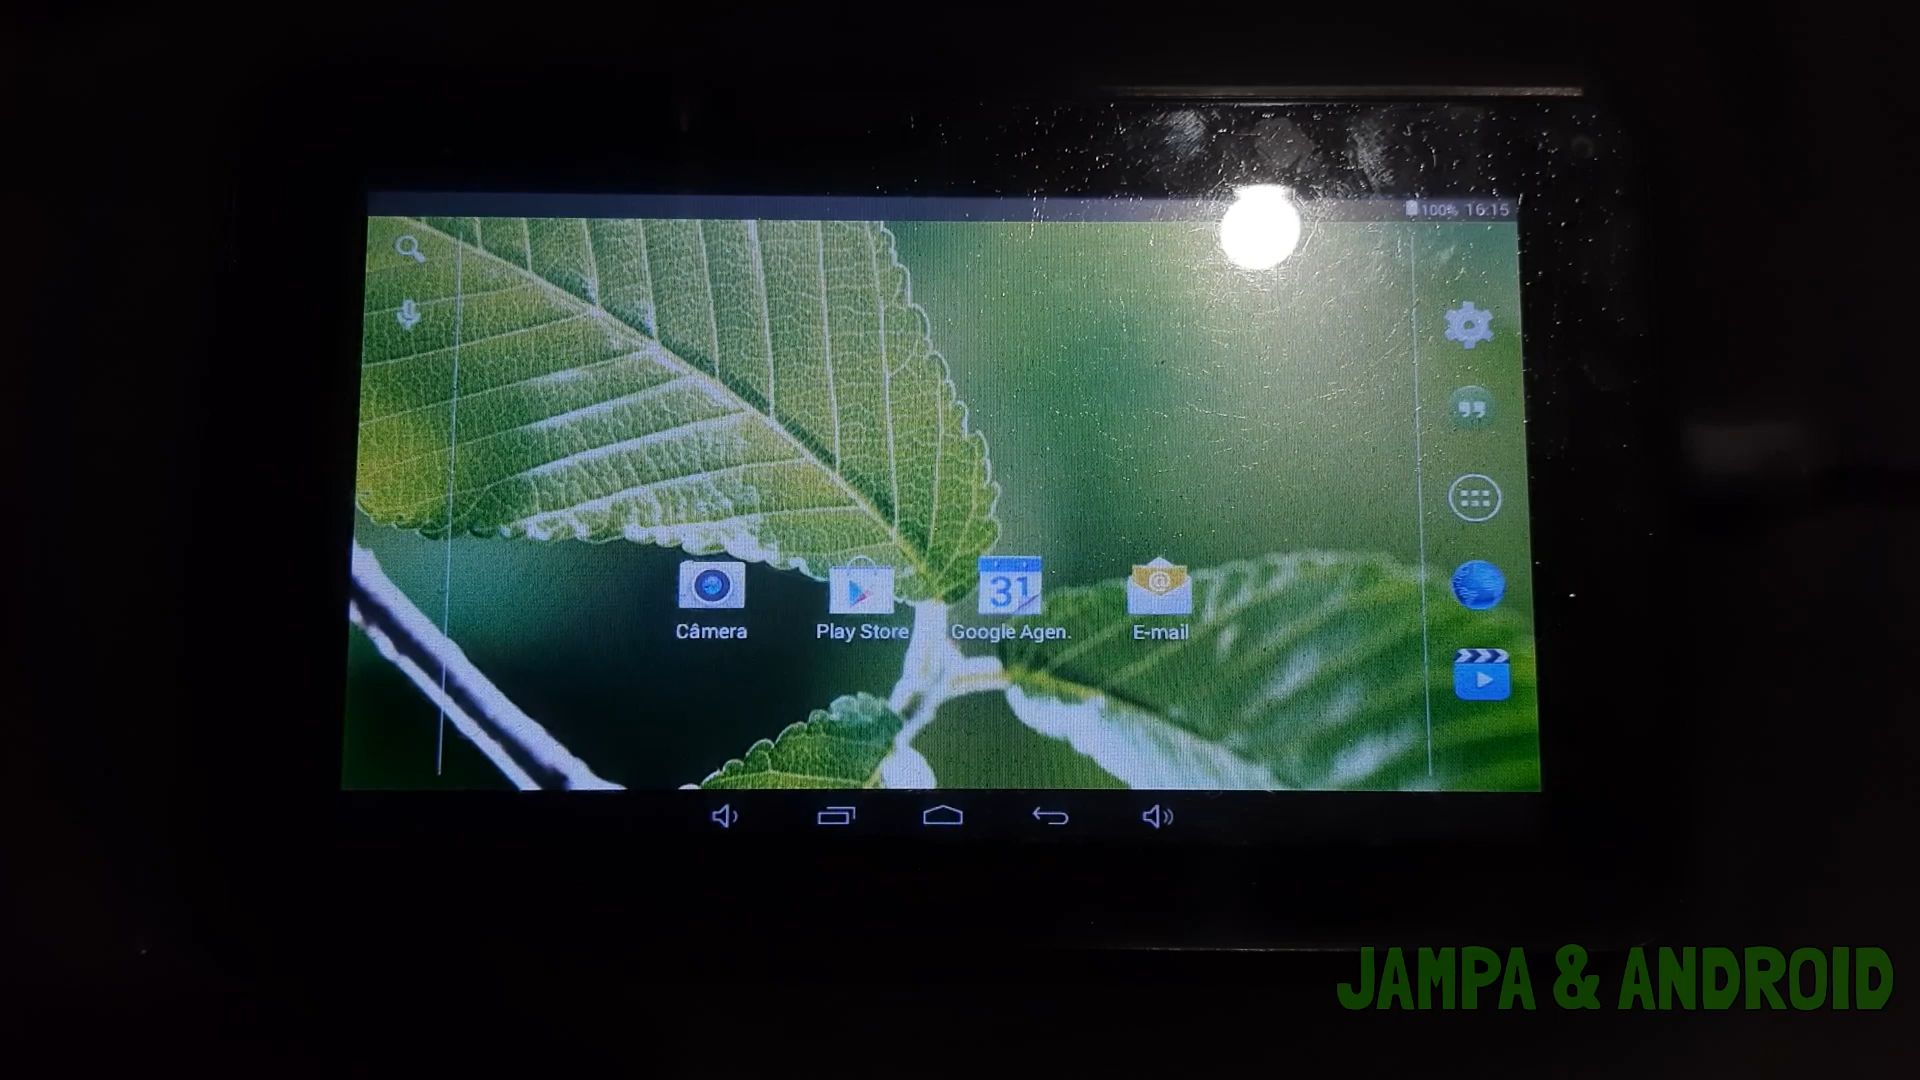 100% 16:15
31
Câmera
Play Store
Google Agen.
E-mail
JAMPA & ANDROID